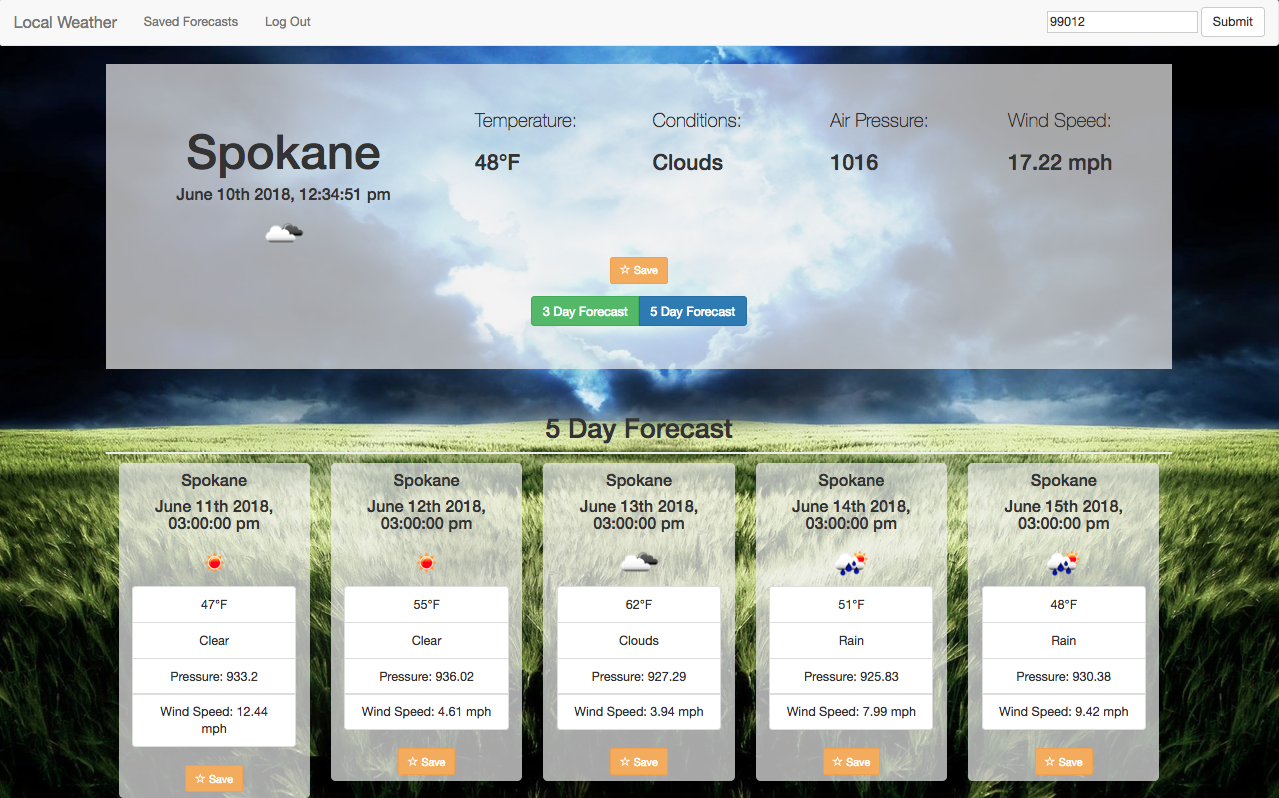 Local Weather
Saved Forecasts
Log Out
99012
Submit
Spokane
June 10th 2018, 12:34:51 pm
Temperature:
48°F
Conditions:
Clouds
Air Pressure:
1016
Wind Speed:
17.22 mph
☆ Save
3 Day Forecast
5 Day Forecast
5 Day Forecast
Spokane
June 11th 2018,
03:00:00 pm
47°F
Clear
Pressure: 933.2
Wind Speed: 12.44
mph
☆ Save
Spokane
June 12th 2018,
03:00:00 pm
55°F
Clear
Pressure: 936.02
Wind Speed: 4.61 mph
☆ Save
Spokane
June 13th 2018,
03:00:00 pm
62°F
Clouds
Pressure: 927.29
Wind Speed: 3.94 mph
☆ Save
Spokane
June 14th 2018,
03:00:00 pm
51°F
Rain
Pressure: 925.83
Wind Speed: 7.99 mph
☆ Save
Spokane
June 15th 2018,
03:00:00 pm
48°F
Rain
Pressure: 930.38
Wind Speed: 9.42 mph
☆ Save